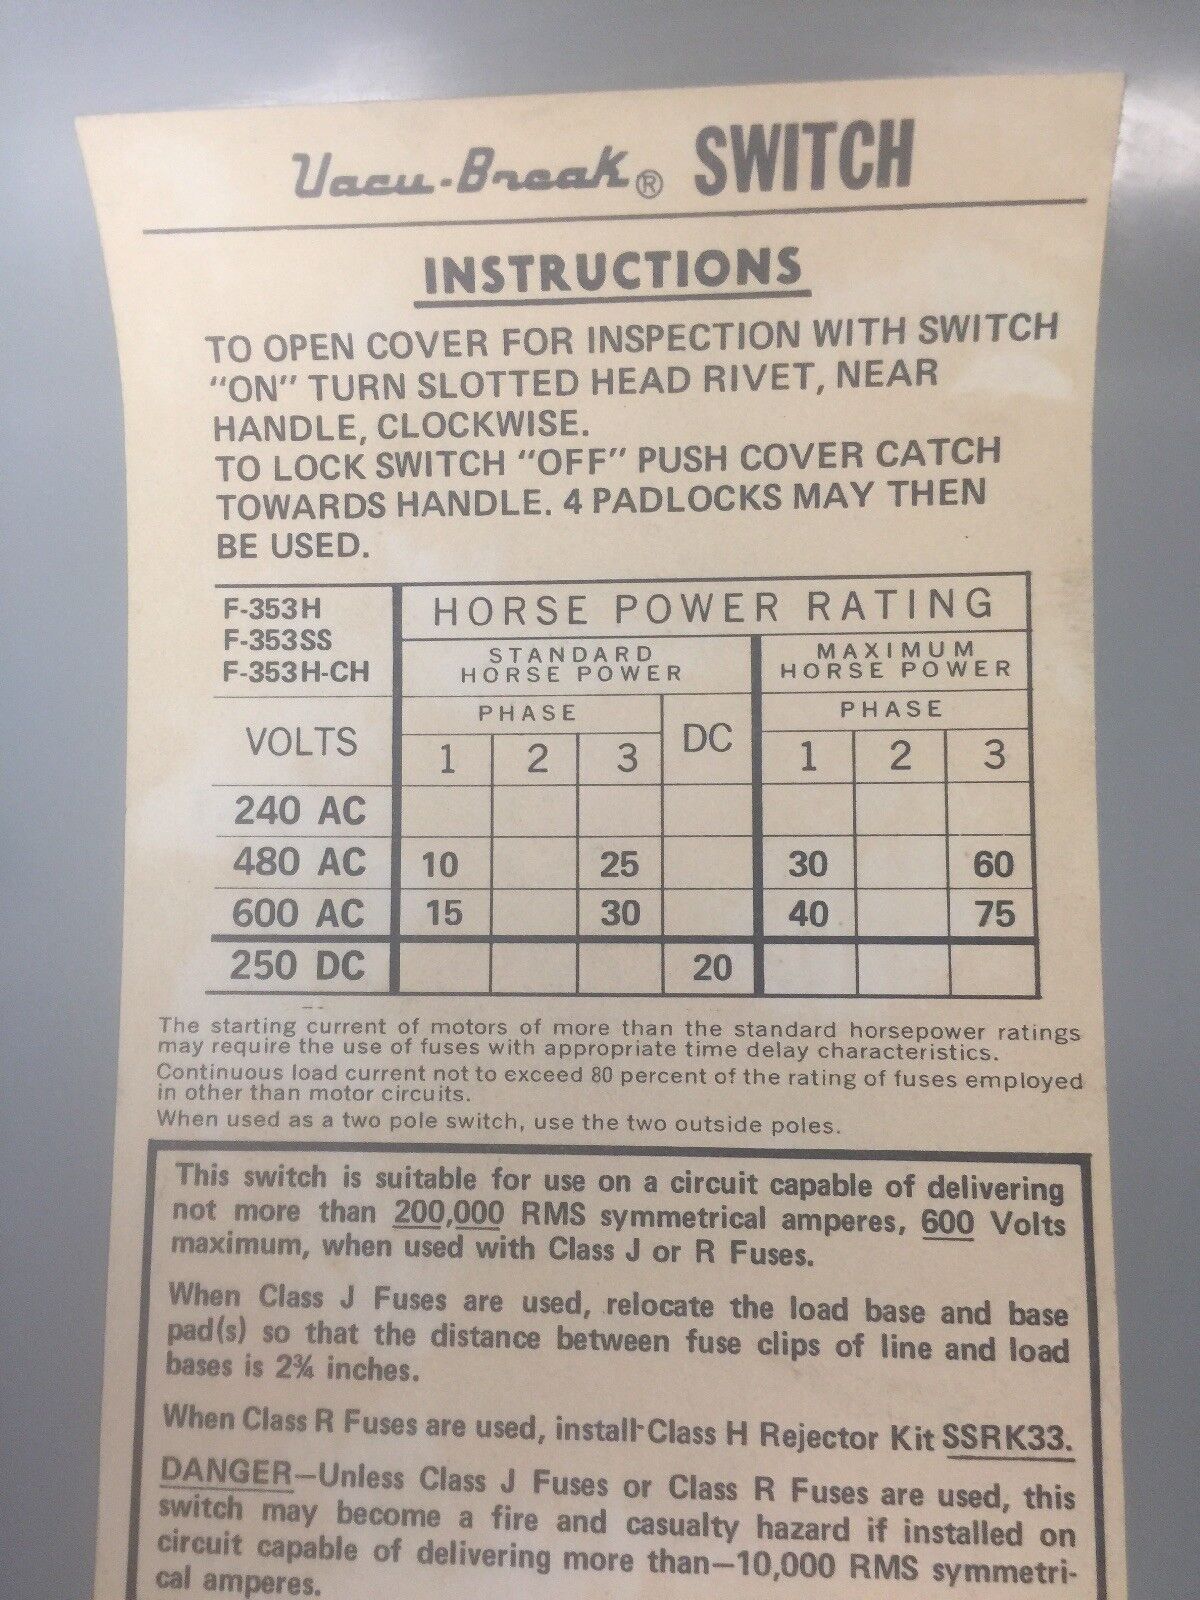 Vacu-Break® SWITCH
INSTRUCTIONS
TO OPEN COVER FOR INSPECTION WITH SWITCH
"ON" TURN SLOTTED HEAD RIVET, NEAR
HANDLE, CLOCKWISE.
TO LOCK SWITCH "OFF" PUSH COVER CATCH
TOWARDS HANDLE. 4 PADLOCKS MAY THEN
BE USED.
F-353H
F-353SS
F-353H-CH
HORSE POWER RATING
STANDARD
HORSE POWER
MAXIMUM
HORSE POWER
VOLTS
PHASE
DC
PHASE
1 2 3
1 2 3
240 AC
480 AC 10 25 30 60
600 AC 15 30 40 75
250 DC 20
The starting current of motors of more than the standard horsepower ratings
may require the use of fuses with appropriate time delay characteristics.
Continuous load current not to exceed 80 percent of the rating of fuses employed
in other than motor circuits.
When used as a two pole switch, use the two outside poles.
This switch is suitable for use on a circuit capable of delivering
not more than 200,000 RMS symmetrical amperes, 600 Volts
maximum, when used with Class J or R Fuses.
When Class J Fuses are used, relocate the load base and base
pad(s) so that the distance between fuse clips of line and load
bases is 2¾ inches.
When Class R Fuses are used, install Class H Rejector Kit SSRK33.
DANGER—Unless Class J Fuses or Class R Fuses are used, this
switch may become a fire and casualty hazard if installed on
circuit capable of delivering more than—10,000 RMS symmetri-
cal amperes.